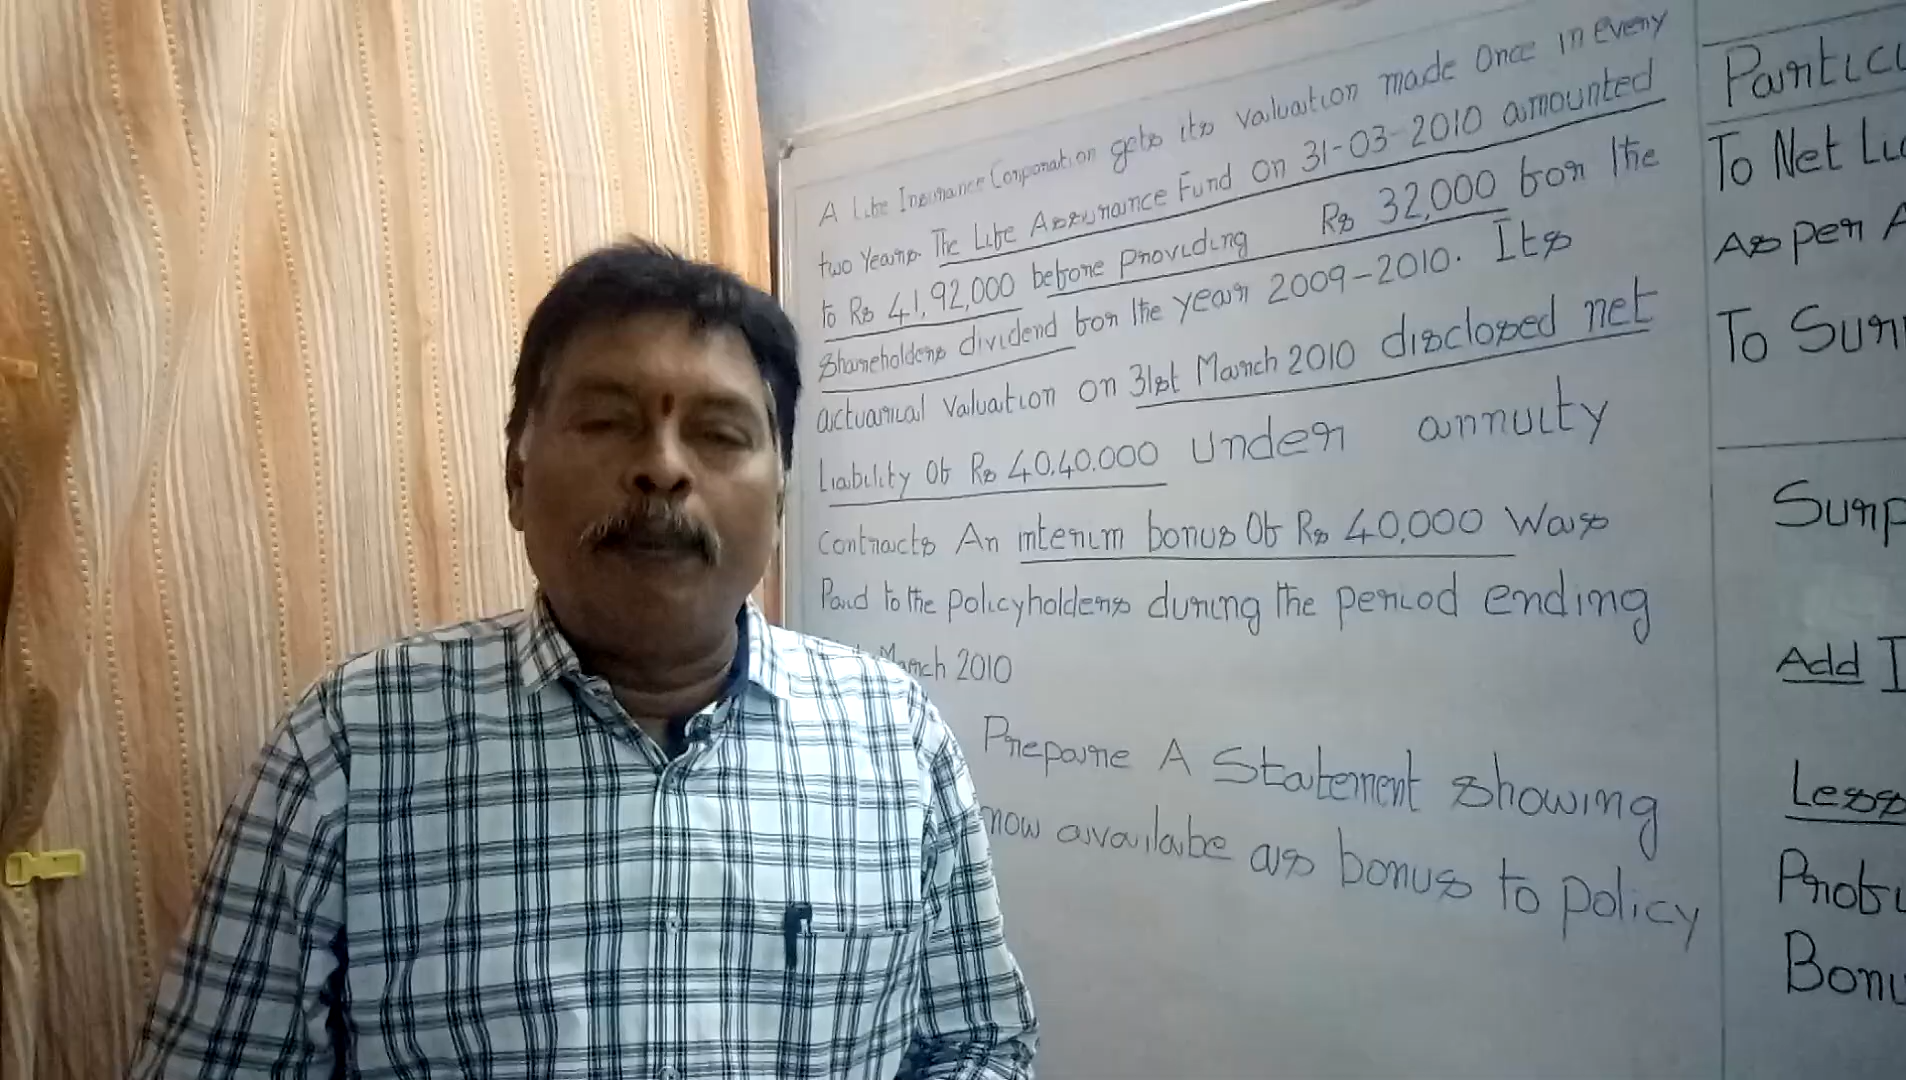 A Life Insurance Corporation gets its valuation made Once in every
two Years. The Life Assurance Fund On 31-03-2010 amounted
to Rs 41,92,000 before Providing Rs 32,000 for the
Shareholders dividend for the year 2009-2010. Its
actuarical Valuation on 31st March 2010 disclosed net
Liability Of Rs 40,40,000 under annuity
Contracts An interim bonus Of Rs 40,000 Was
Paid to the policyholders during the period ending
March 2010
Prepare A Statement showing
now availabe as bonus to policy
Particu
To Net Lia
As per A
To Surp
Surp
Add I
Less
Profi
Bonu